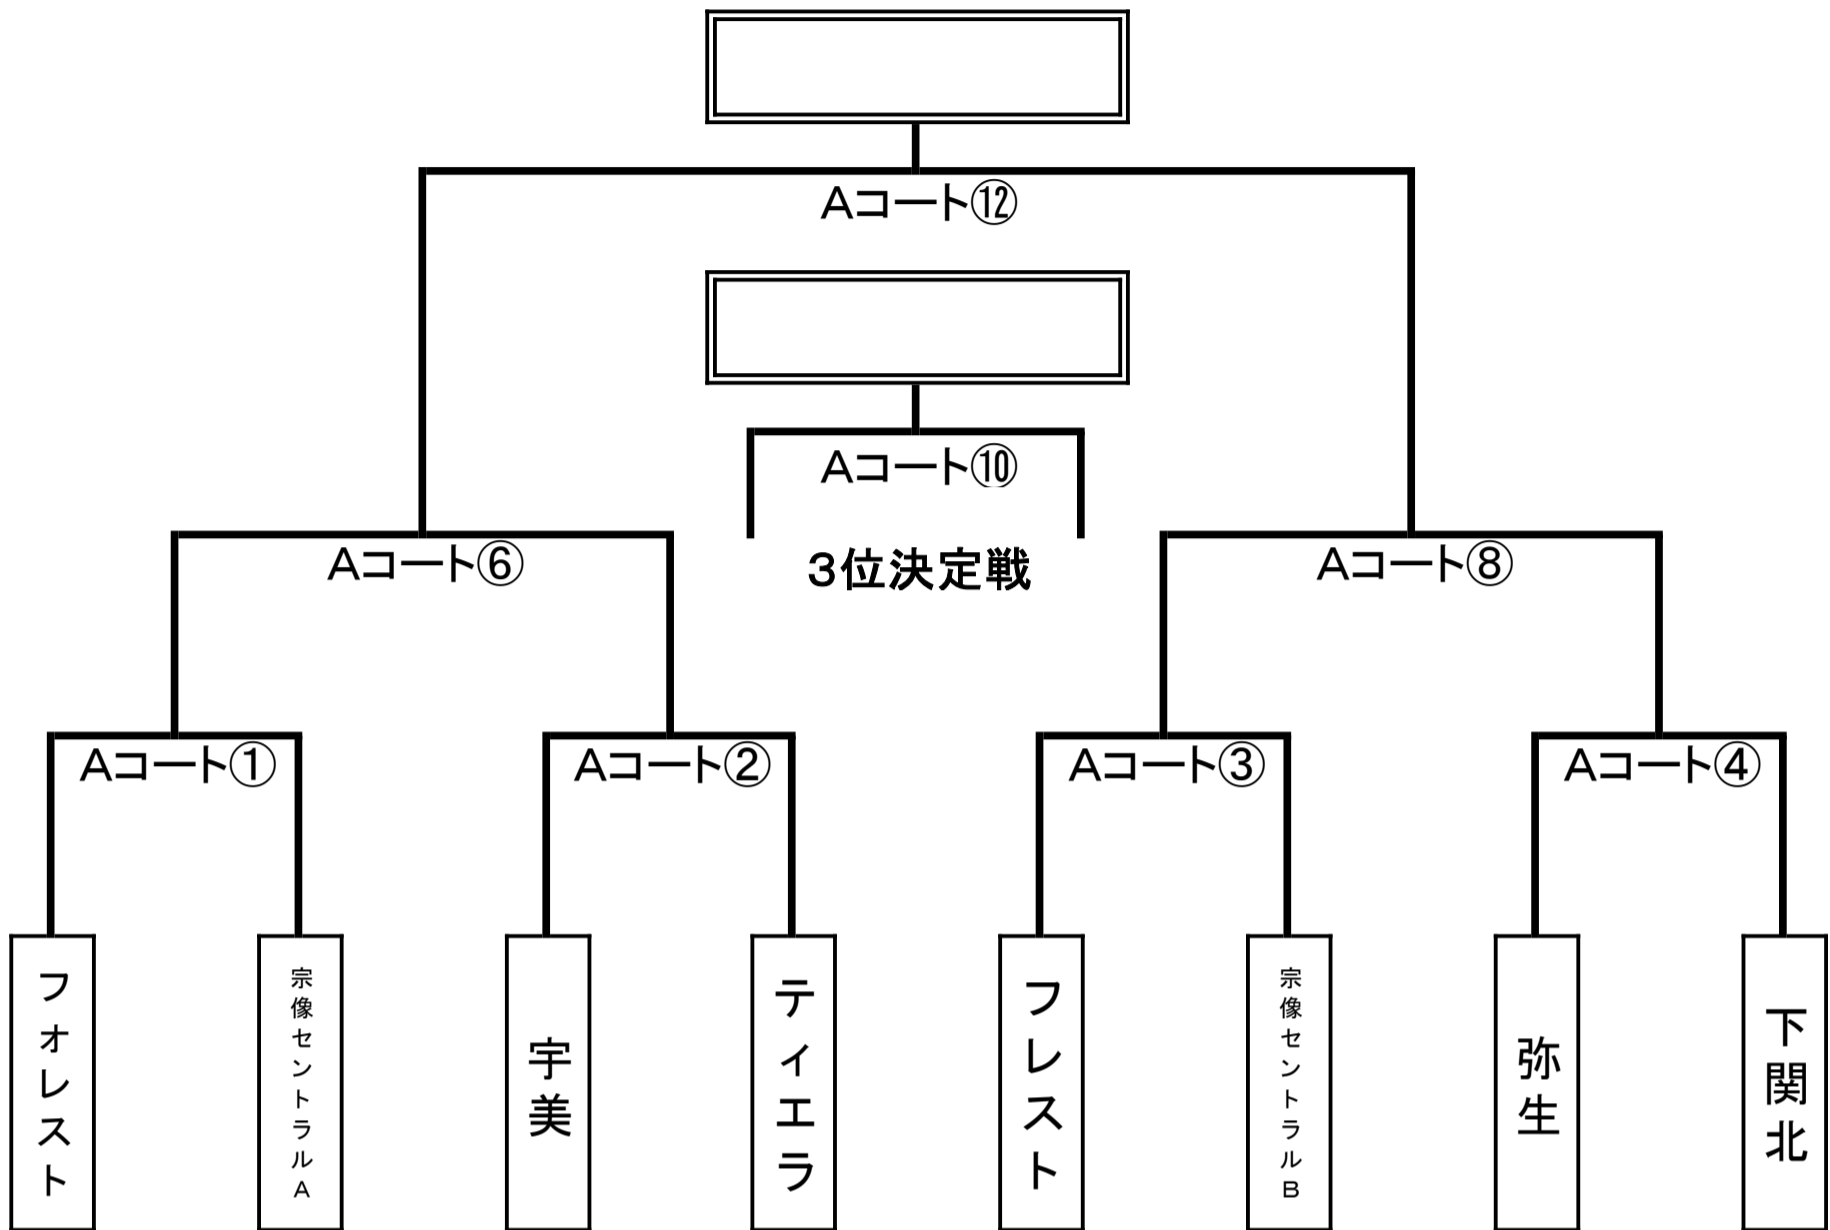 Aコート⑫
Aコート⑩
Aコート⑥
3位決定戦
Aコート⑧
Aコート①
Aコート②
Aコート③
Aコート④
フオレスト
宗像セントラルA
宇美
ティエラ
フレスト
宗像セントラルB
弥生
下関北